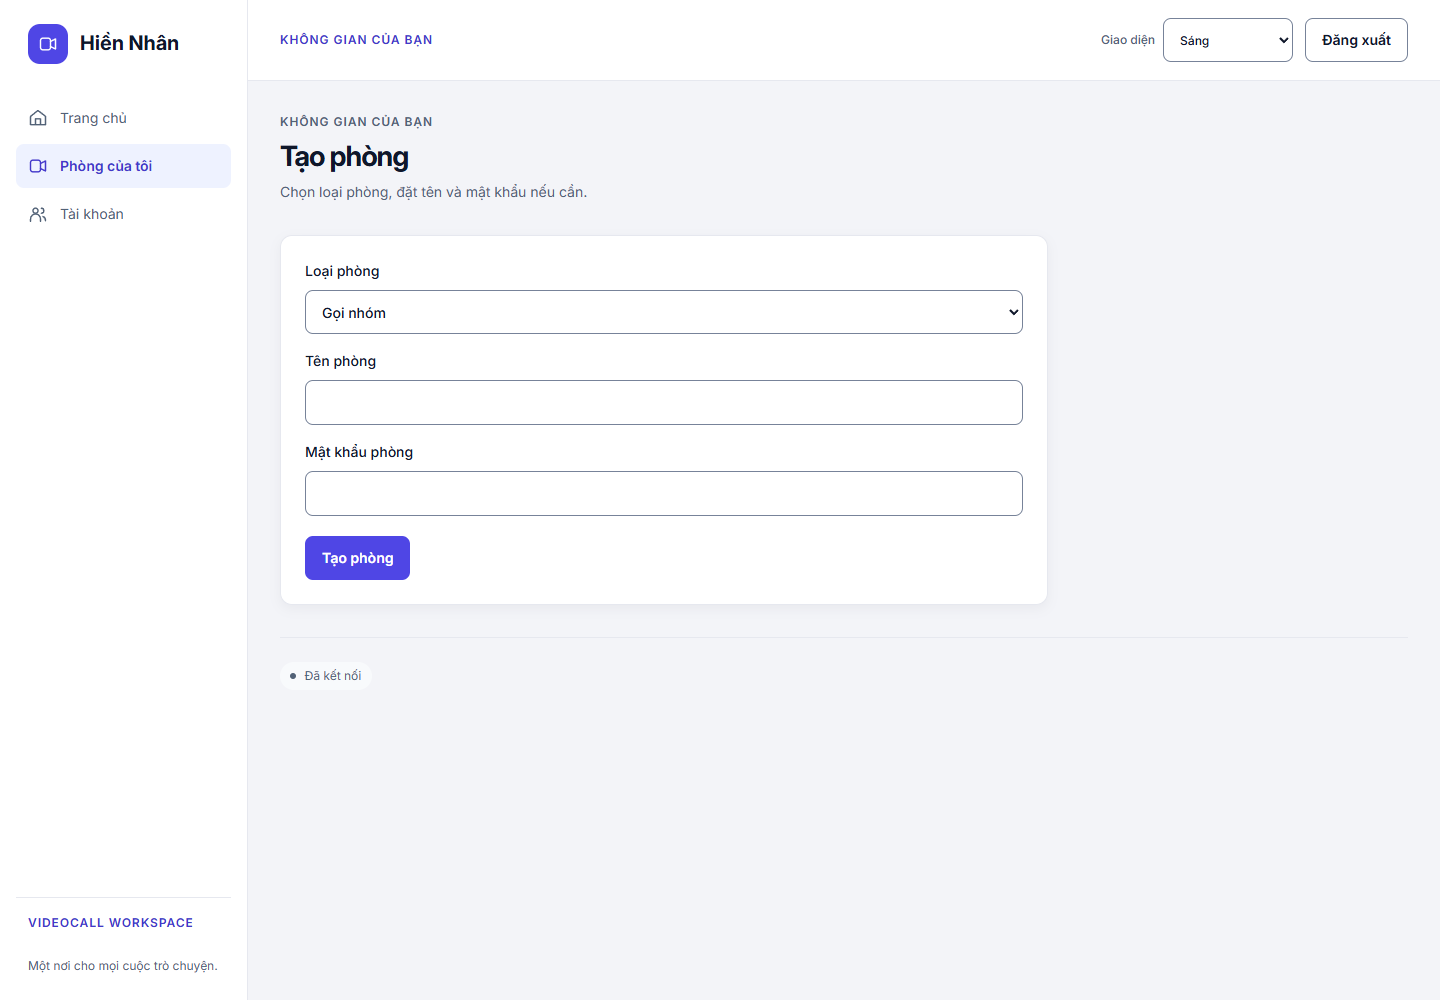 Hiền Nhân
Trang chủ
Phòng của tôi
Tài khoản
VIDEOCALL WORKSPACE
Một nơi cho mọi cuộc trò chuyện.
KHÔNG GIAN CỦA BẠN
Giao diện
Sáng
Đăng xuất
KHÔNG GIAN CỦA BẠN
Tạo phòng
Chọn loại phòng, đặt tên và mật khẩu nếu cần.
Loại phòng
Gọi nhóm
Tên phòng
Mật khẩu phòng
Tạo phòng
Đã kết nối